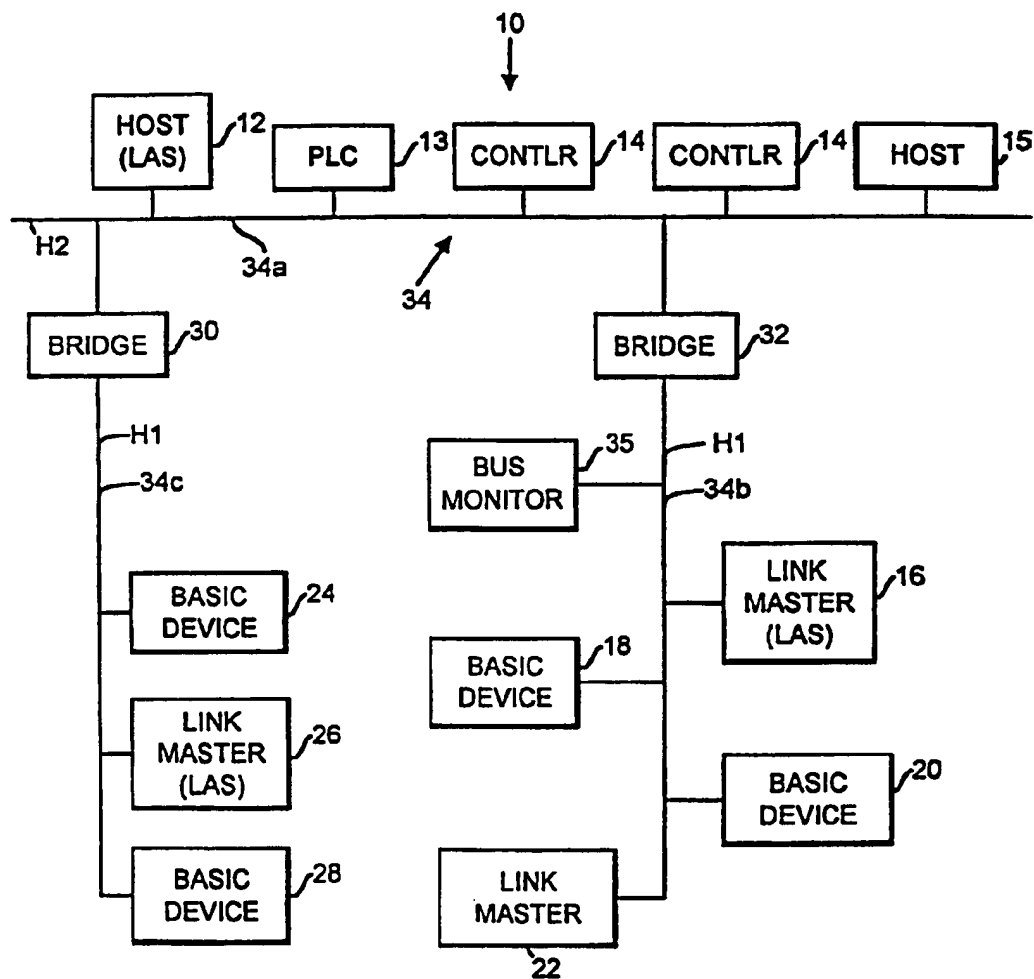 10
HOST
(LAS)
12
PLC
13
CONTLR
14
CONTLR
14
HOST
15
H2
34a
34
BRIDGE
30
BRIDGE
32
H1
34c
BUS
MONITOR
35
H1
34b
BASIC
DEVICE
24
LINK
MASTER
(LAS)
16
BASIC
DEVICE
18
LINK
MASTER
(LAS)
26
BASIC
DEVICE
20
BASIC
DEVICE
28
LINK
MASTER
22